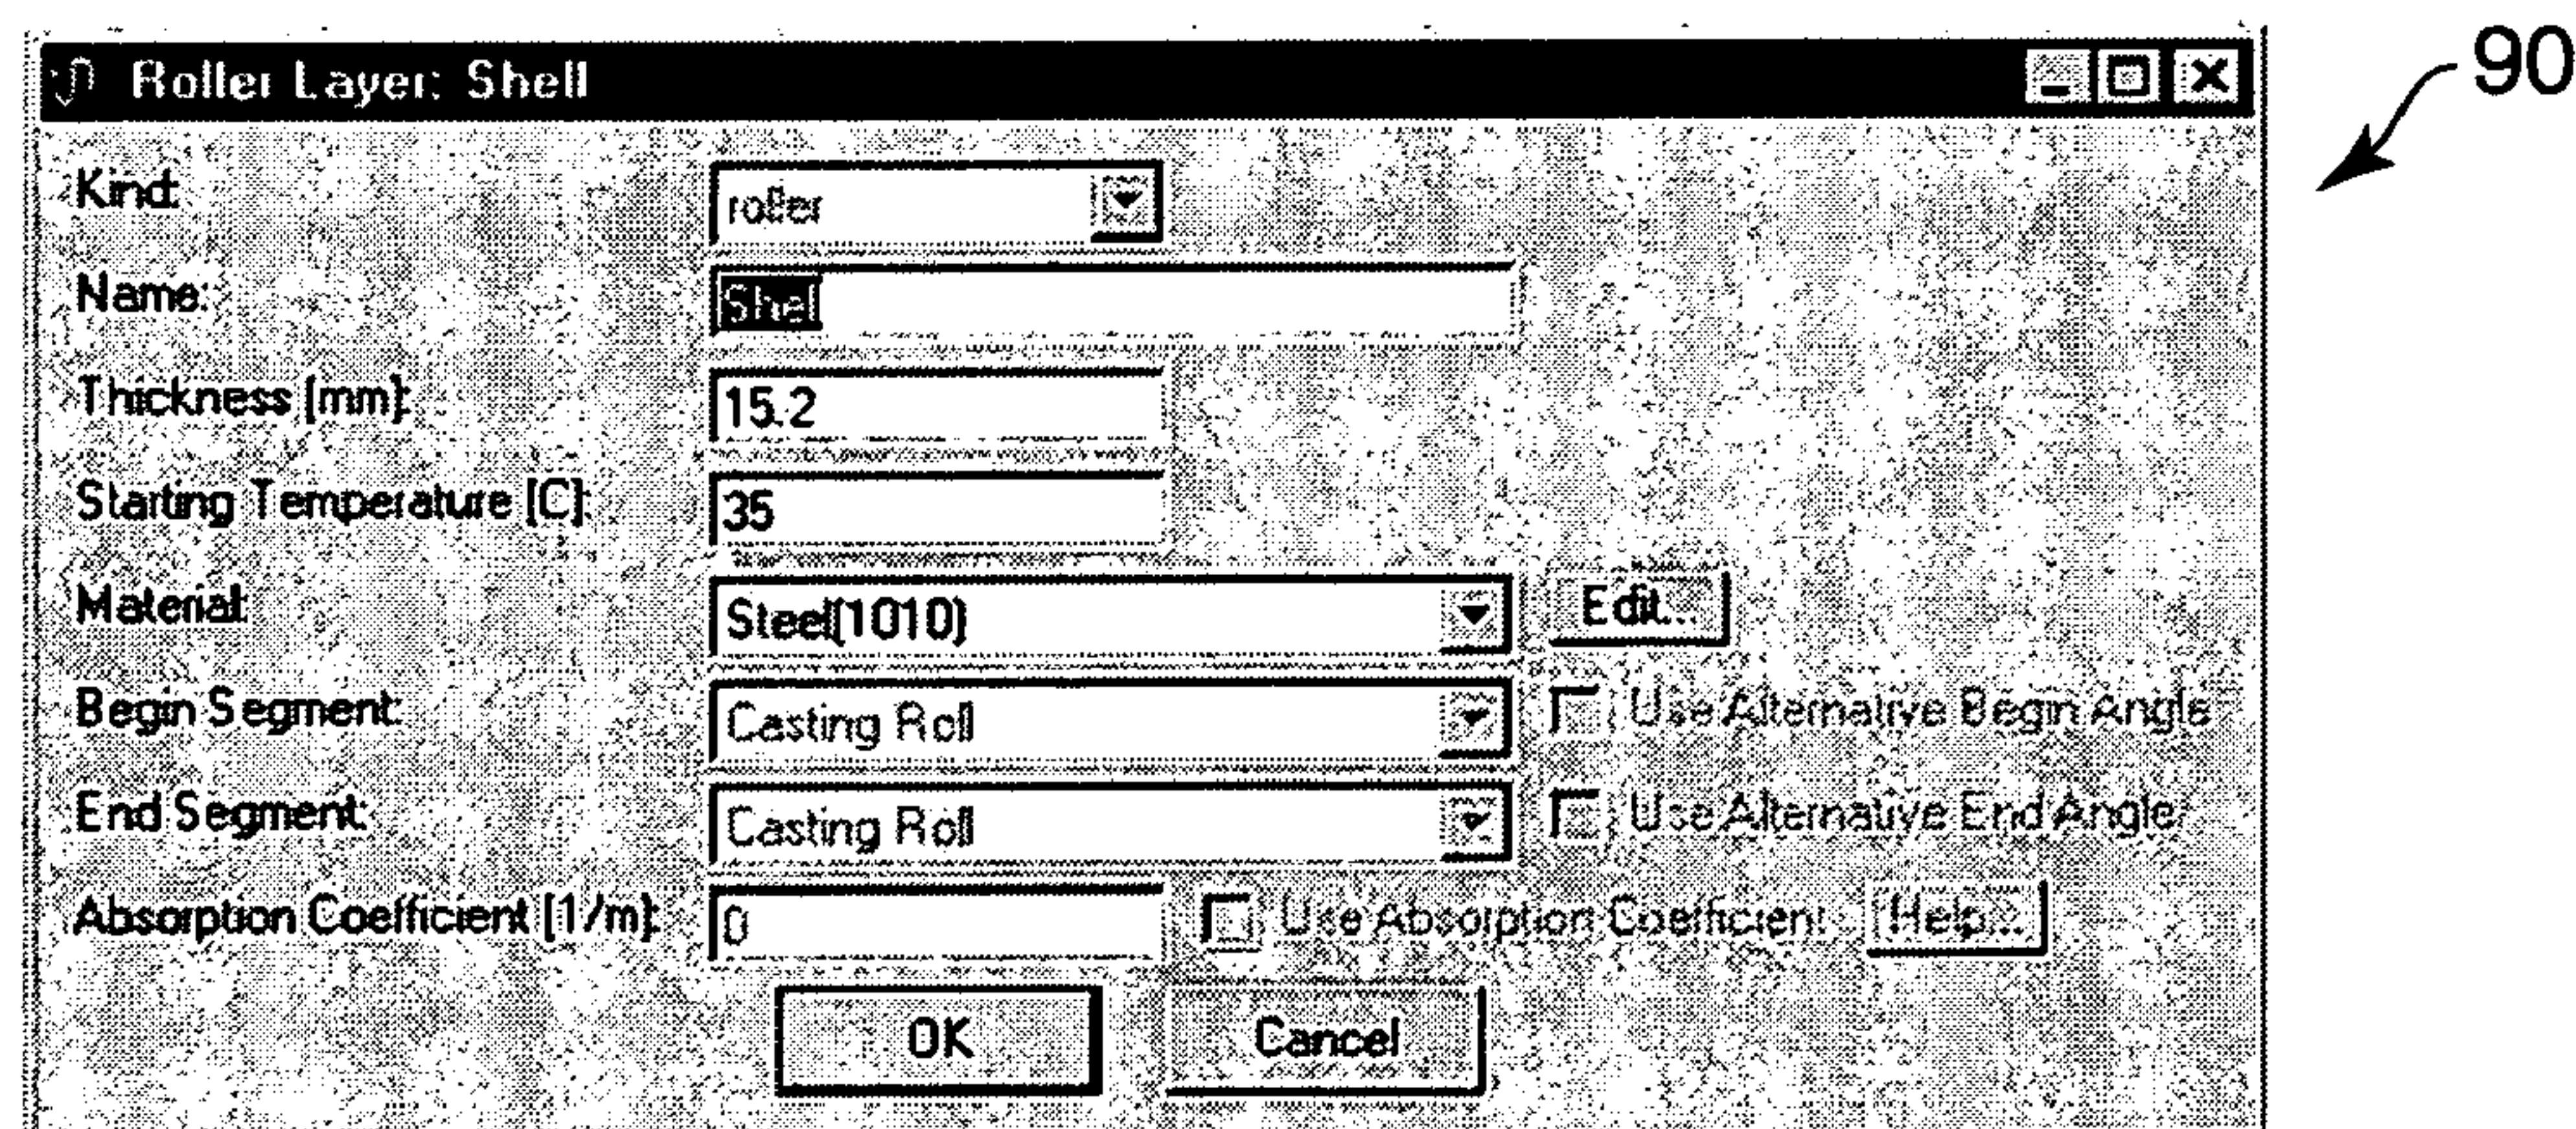 Roller Layer: Shell
90
Kind: roller
Name: Shell
Thickness [mm]: 15.2
Starting Temperature [C]: 35
Material: Steel(1010) Edit...
Begin Segment: Casting Roll Use Alternative Begin Angle
End Segment: Casting Roll Use Alternative End Angle
Absorption Coefficient [1/m]: 0 Use Absorption Coefficient Help...
OK Cancel